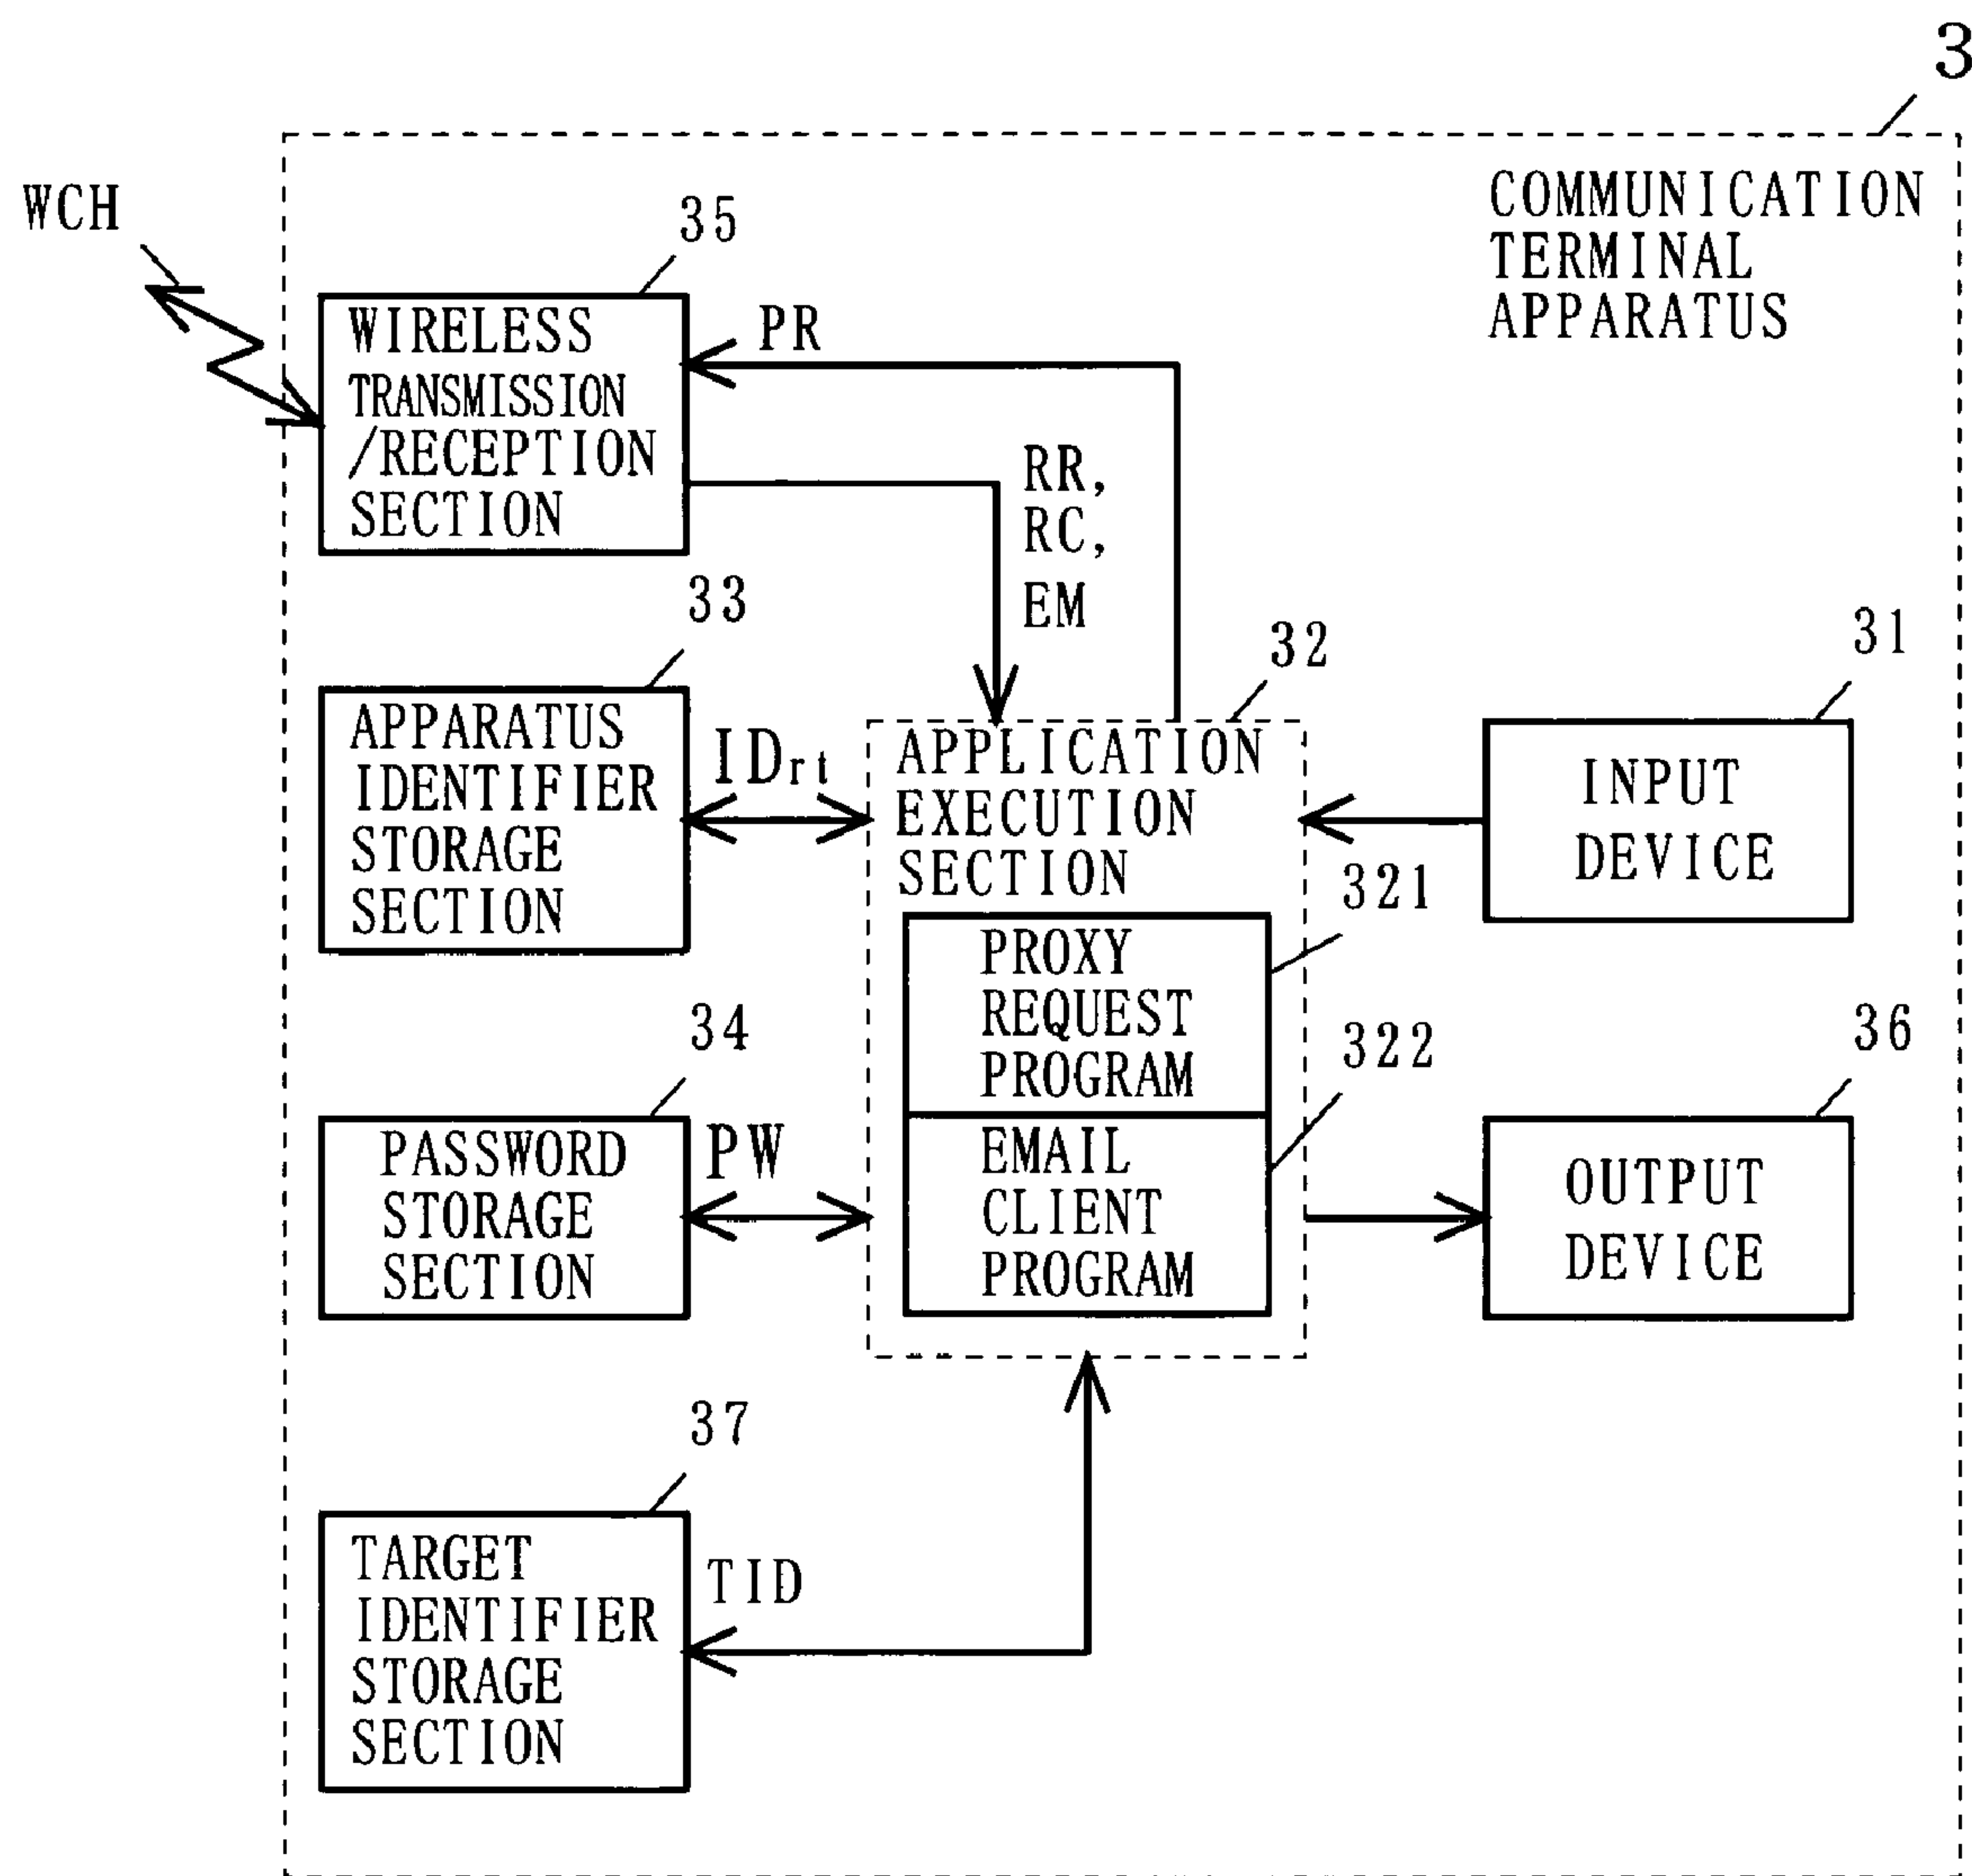 3
COMMUNICATION
TERMINAL
APPARATUS
WCH
35
WIRELESS
TRANSMISSION
/RECEPTION
SECTION
PR
RR,
RC,
EM
33
APPARATUS
IDENTIFIER
STORAGE
SECTION
IDrt
32
APPLICATION
EXECUTION
SECTION
31
INPUT
DEVICE
321
PROXY
REQUEST
PROGRAM
322
EMAIL
CLIENT
PROGRAM
34
PASSWORD
STORAGE
SECTION
PW
36
OUTPUT
DEVICE
37
TARGET
IDENTIFIER
STORAGE
SECTION
TID